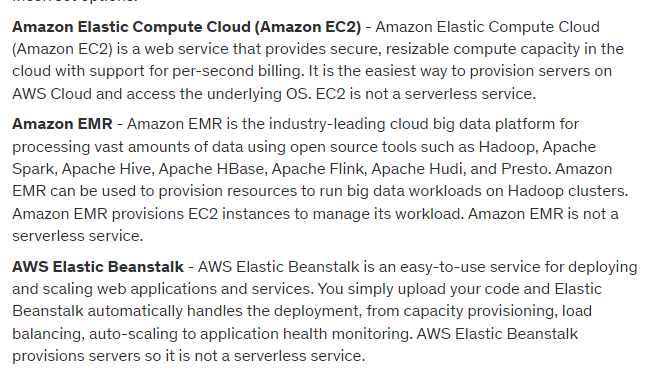 Amazon Elastic Compute Cloud (Amazon EC2) - Amazon Elastic Compute Cloud
(Amazon EC2) is a web service that provides secure, resizable compute capacity in the
cloud with support for per-second billing. It is the easiest way to provision servers on
AWS Cloud and access the underlying OS. EC2 is not a serverless service.
Amazon EMR - Amazon EMR is the industry-leading cloud big data platform for
processing vast amounts of data using open source tools such as Hadoop, Apache
Spark, Apache Hive, Apache HBase, Apache Flink, Apache Hudi, and Presto. Amazon
EMR can be used to provision resources to run big data workloads on Hadoop clusters.
Amazon EMR provisions EC2 instances to manage its workload. Amazon EMR is not a
serverless service.
AWS Elastic Beanstalk - AWS Elastic Beanstalk is an easy-to-use service for deploying
and scaling web applications and services. You simply upload your code and Elastic
Beanstalk automatically handles the deployment, from capacity provisioning, load
balancing, auto-scaling to application health monitoring. AWS Elastic Beanstalk
provisions servers so it is not a serverless service.